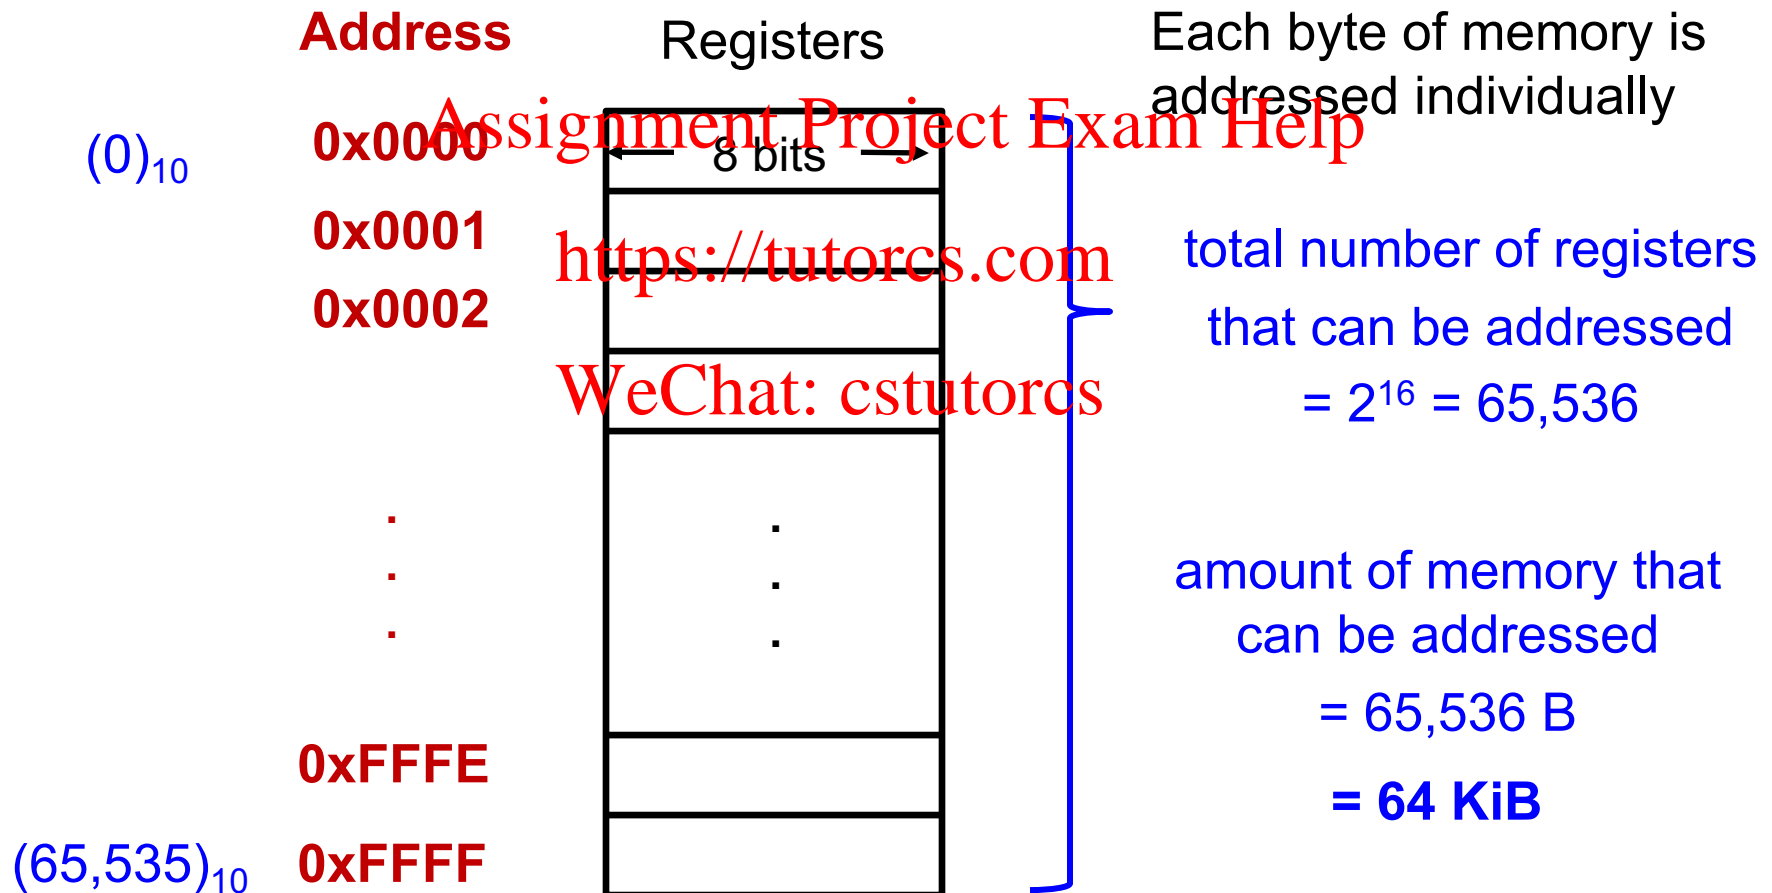 Address
Registers
Each byte of memory is
addressed individually
Assignment Project Exam Help
(0)₁₀
0x0000
8 bits
0x0001
https://tutorcs.com
total number of registers
0x0002
that can be addressed
WeChat: cstutorcs
= 2¹⁶ = 65,536
.
.
.
.
.
.
amount of memory that
can be addressed
= 65,536 B
0xFFFE
= 64 KiB
(65,535)₁₀
0xFFFF